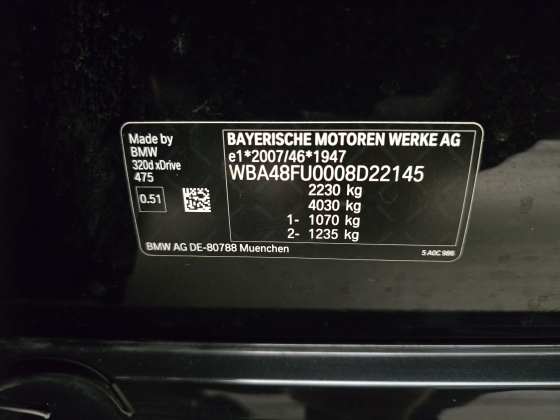 Made by
BMW
320d xDrive
475
0.51
BAYERISCHE MOTOREN WERKE AG
e1*2007/46*1947
WBA48FU0008D22145
2230 kg
4030 kg
1- 1070 kg
2- 1235 kg
BMW AG DE-80788 Muenchen
5 A0C 986